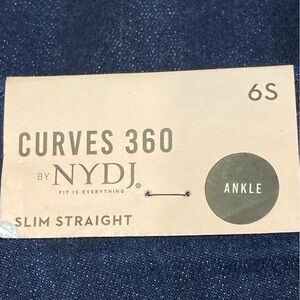 6S
CURVES 360
BY NYDJ®
FIT IS EVERYTHING
ANKLE
SLIM STRAIGHT